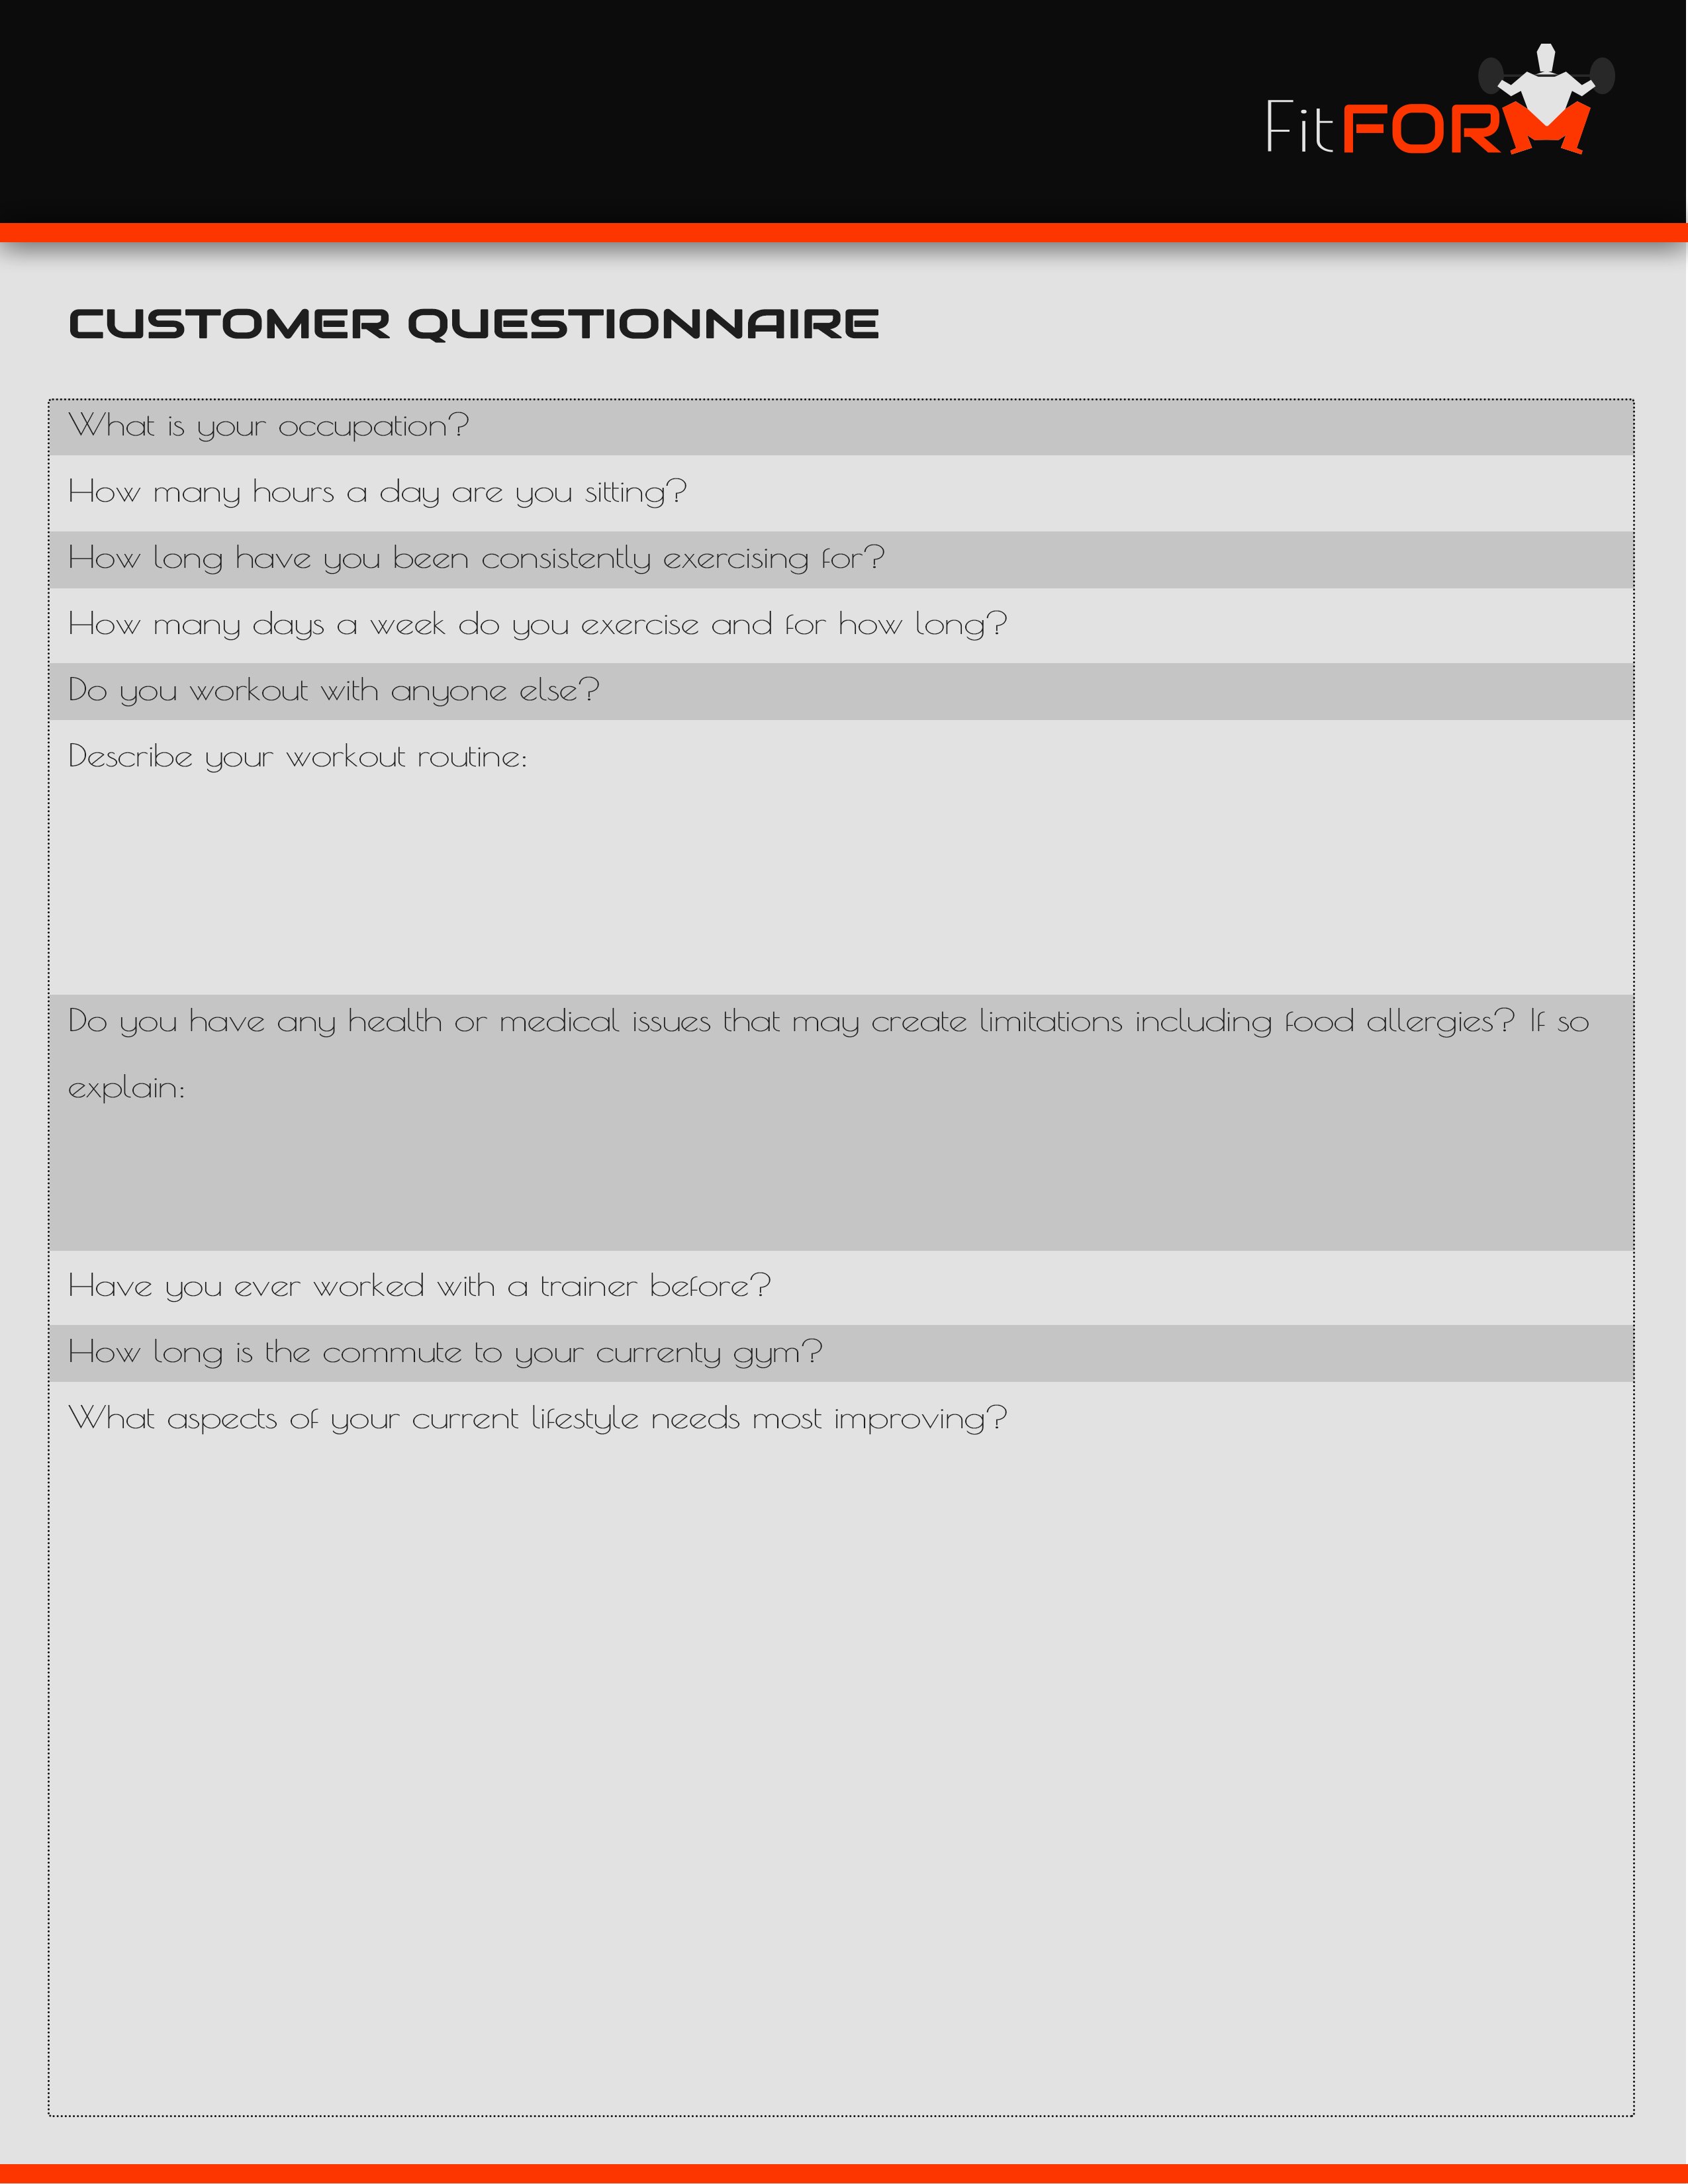 FitFORM
CUSTOMER QUESTIONNAIRE
What is your occupation?
How many hours a day are you sitting?
How long have you been consistently exercising for?
How many days a week do you exercise and for how long?
Do you workout with anyone else?
Describe your workout routine:
Do you have any health or medical issues that may create limitations including food allergies? If so
explain:
Have you ever worked with a trainer before?
How long is the commute to your currenty gym?
What aspects of your current lifestyle needs most improving?